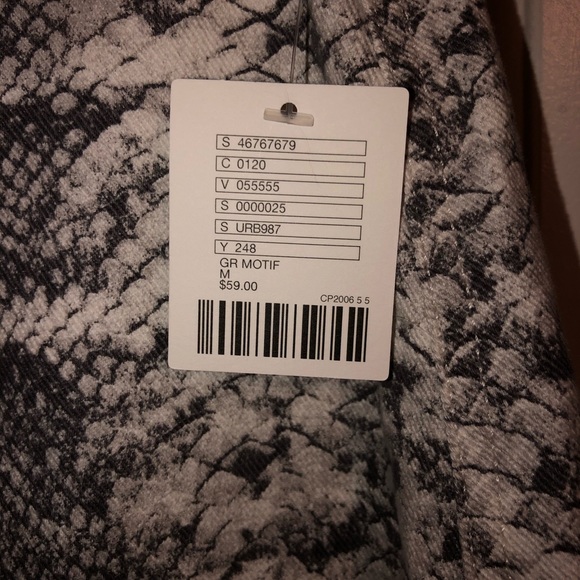 S 46767679
C 0120
V 055555
S 0000025
S URB987
Y 248
GR MOTIF
M
$59.00
CP2006 5 5